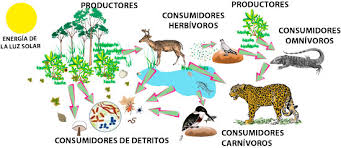 PRODUCTORES
PRODUCTORES
CONSUMIDORES
HERBÍVOROS
CONSUMIDORES
OMNÍVOROS
ENERGÍA DE
LA LUZ SOLAR
CONSUMIDORES DE DETRITOS
CONSUMIDORES
CARNÍVOROS